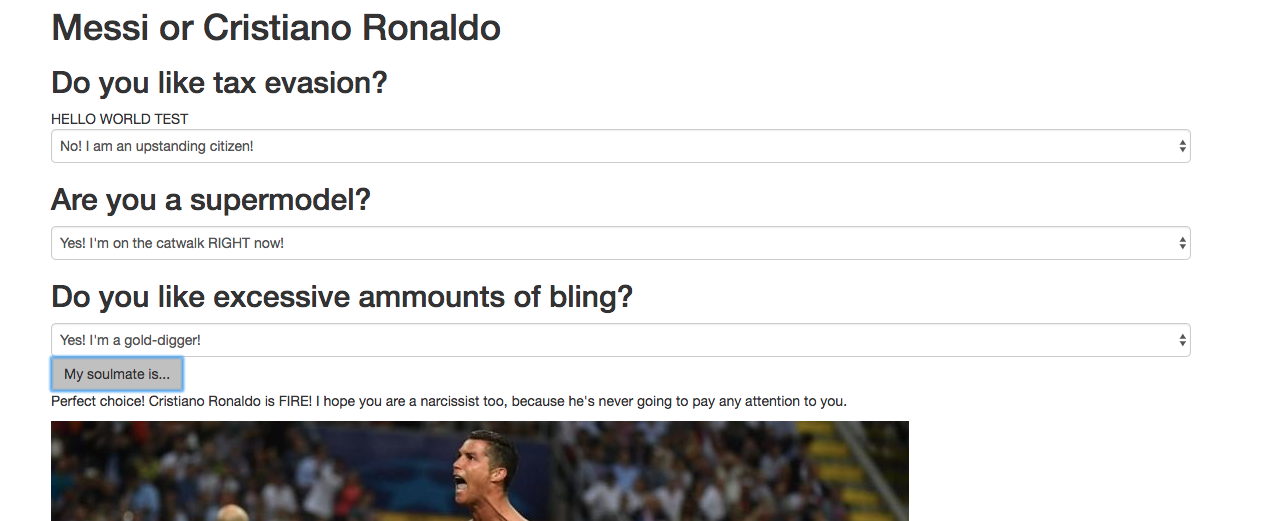 Messi or Cristiano Ronaldo
Do you like tax evasion?
HELLO WORLD TEST
No! I am an upstanding citizen!
Are you a supermodel?
Yes! I'm on the catwalk RIGHT now!
Do you like excessive ammounts of bling?
Yes! I'm a gold-digger!
My soulmate is...
Perfect choice! Cristiano Ronaldo is FIRE! I hope you are a narcissist too, because he's never going to pay any attention to you.